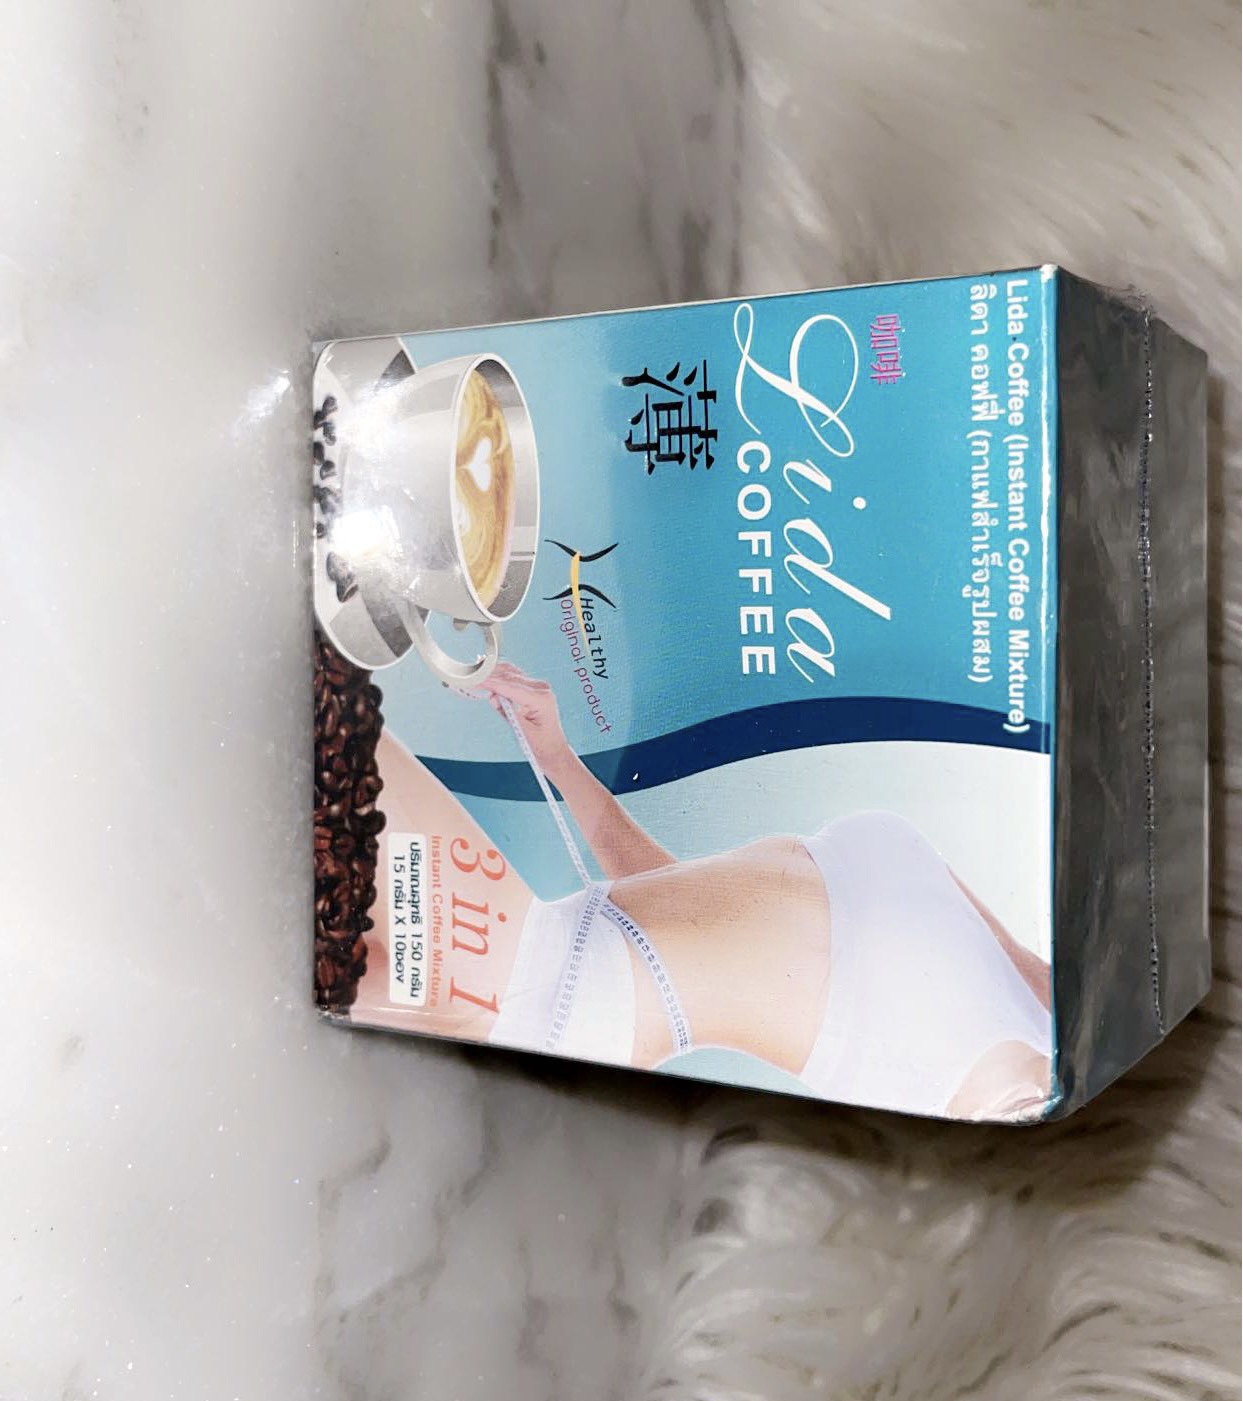 Lida Coffee (Instant Coffee Mixture)
ลิดา คอฟฟี่ (กาแฟสำเร็จรูปผสม)
咖啡
Lida
COFFEE
薄
Healthy
Original product
3 in 1
Instant Coffee Mixture
ปริมาณสุทธิ 150 กรัม
15 กรัม X 10ซอง